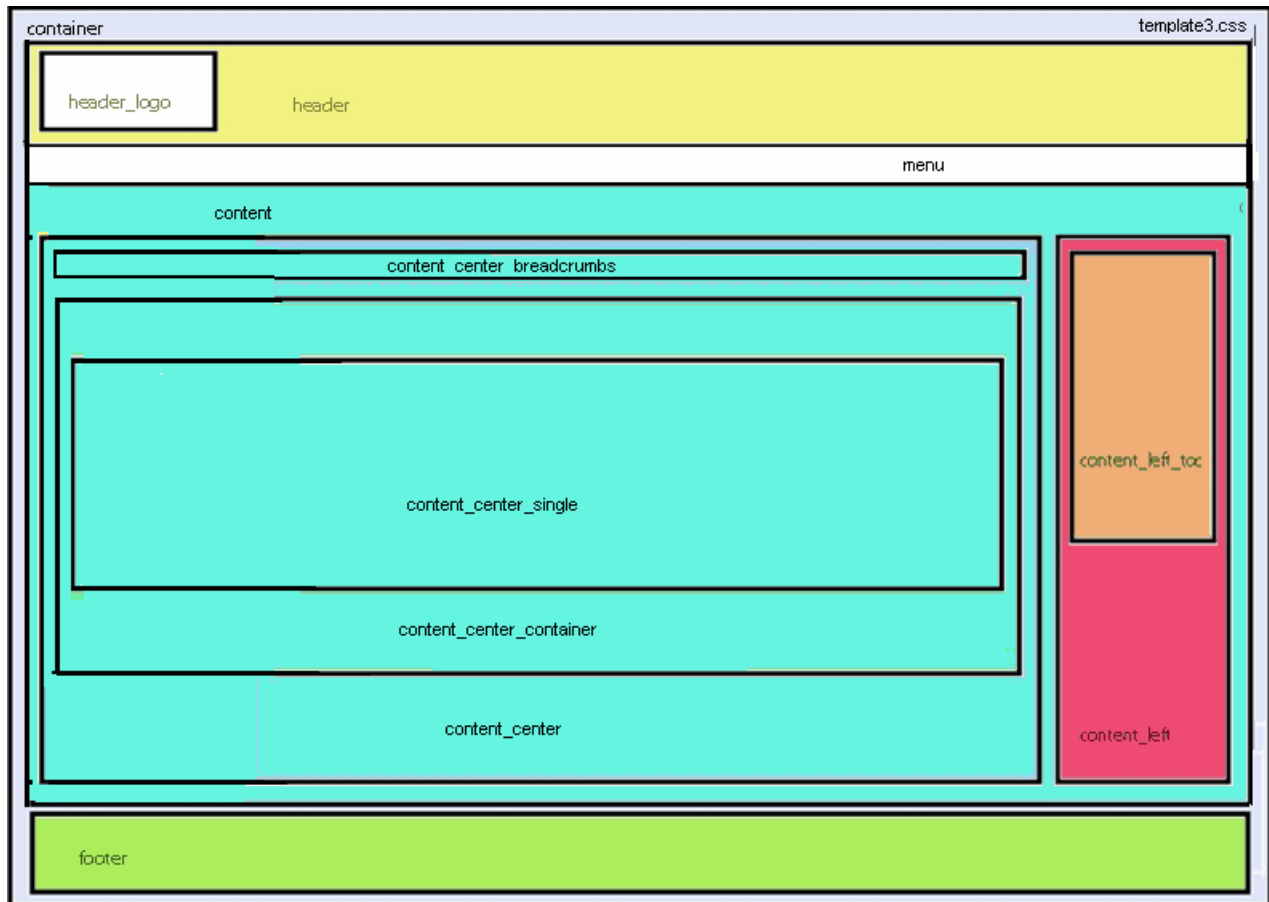 container
template3.css
header_logo
header
menu
content
content_center_breadcrumbs
content_left_toc
content_center_single
content_center_container
content_center
content_left
footer